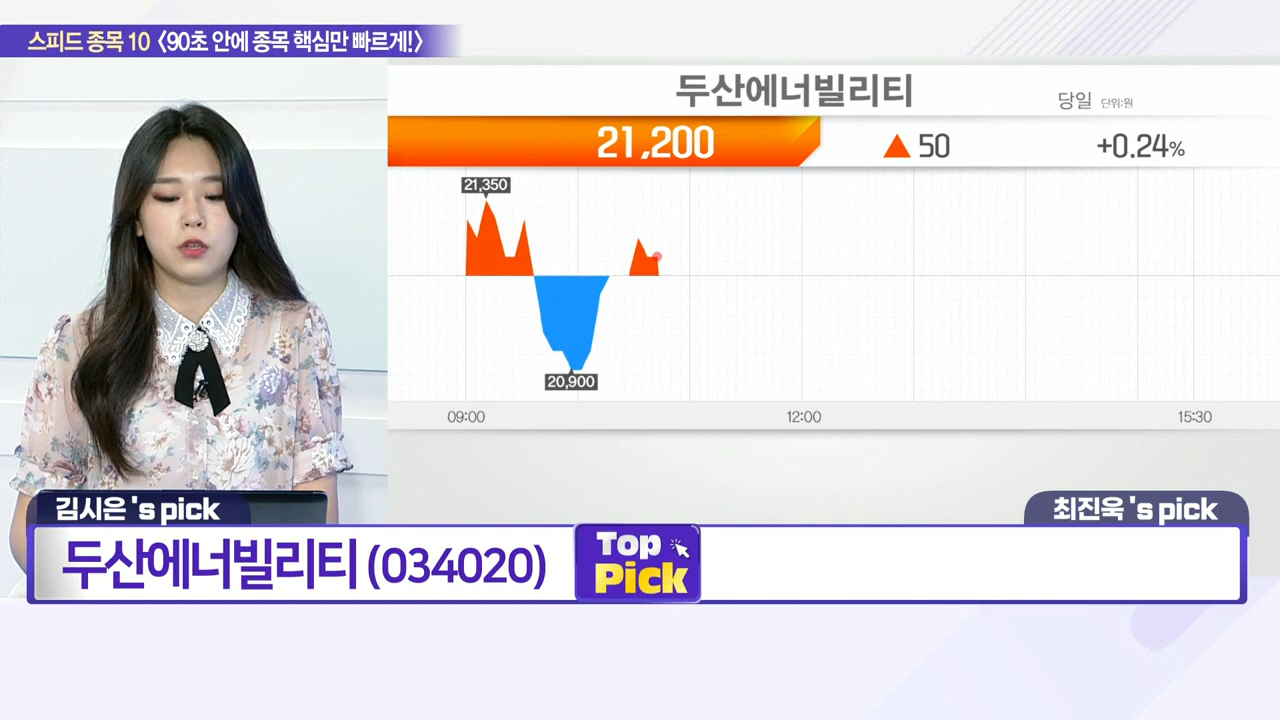 스피드 종목 10 <90초 안에 종목 핵심만 빠르게!>
두산에너빌리티
당일 단위:원
21,200 ▲ 50 +0.24%
21,350
20,900
09:00 12:00 15:30
김시은 's pick
최진욱 's pick
두산에너빌리티 (034020)
Top
Pick